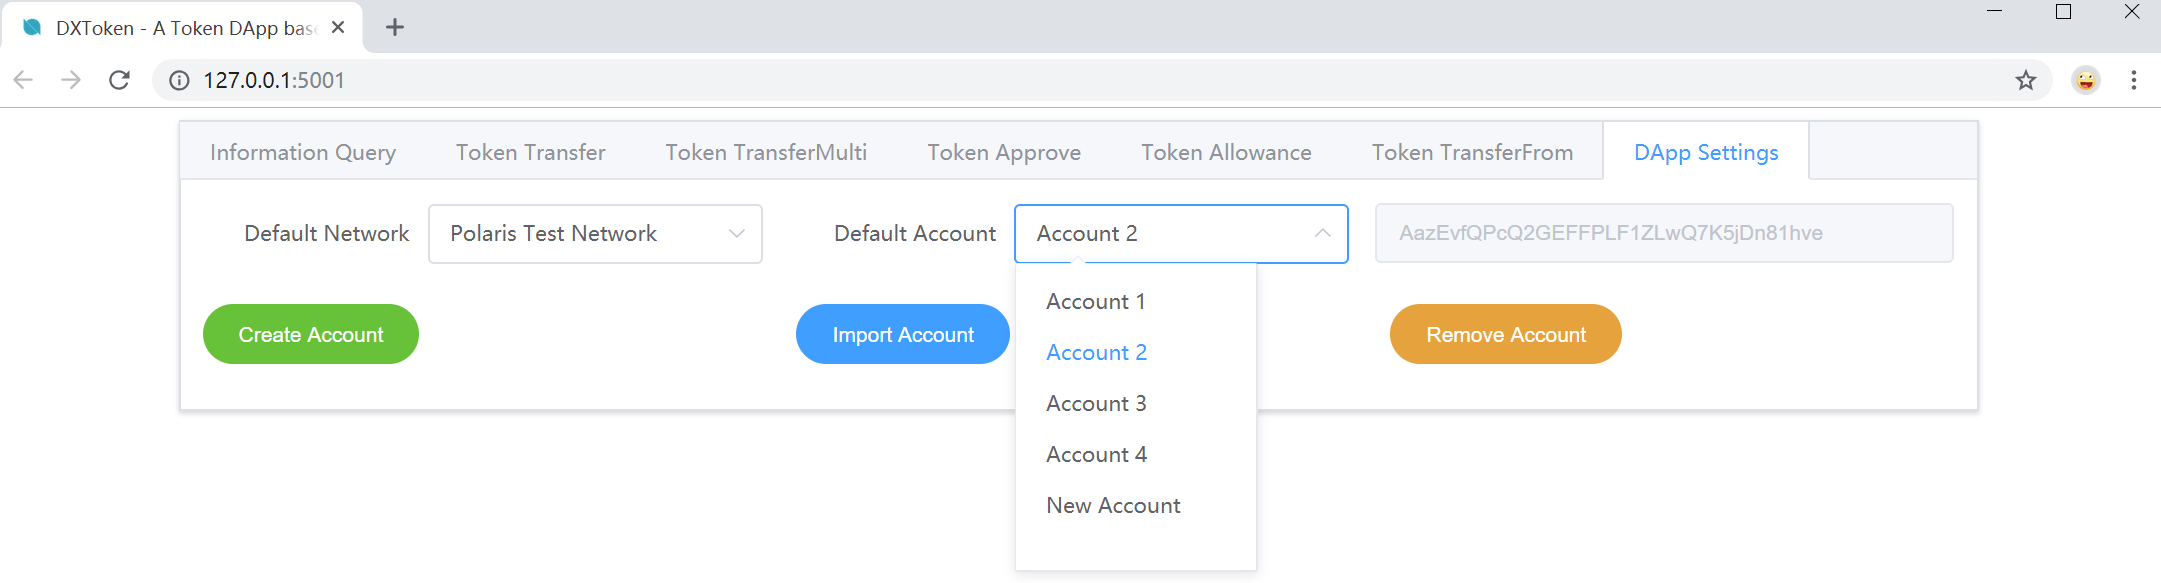 DXToken - A Token DApp bas
127.0.0.1:5001
Information Query Token Transfer Token TransferMulti Token Approve Token Allowance Token TransferFrom DApp Settings
Default Network Polaris Test Network Default Account Account 2 AazEvfQPcQ2GEFFPLF1ZLwQ7K5jDn81hve
Create Account Import Account Remove Account
Account 1
Account 2
Account 3
Account 4
New Account